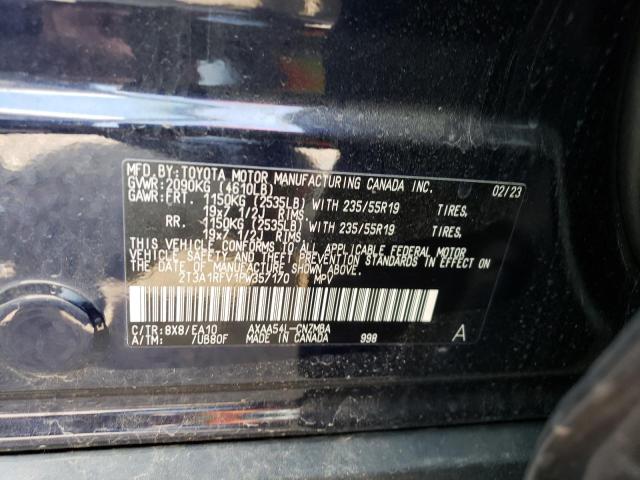 MFD.BY:TOYOTA MOTOR MANUFACTURING CANADA INC. 02/23
GVWR:2090KG (4610LB)
GAWR:FRT. 1150KG (2535LB) WITH 235/55R19 TIRES.
19x7 1/2J RIMS.
RR. 1150KG (2535LB) WITH 235/55R19 TIRES.
19x7 1/2J RIMS.
THIS VEHICLE CONFORMS TO ALL APPLICABLE FEDERAL MOTOR
VEHICLE SAFETY AND THEFT PREVENTION STANDARDS IN
EFFECT ON THE DATE OF MANUFACTURE SHOWN ABOVE.
2T3A1RFV1PW357170 MPV
C/TR:8X8/EA10 AXAA54L-CNZMBA
A/TM: 7UB80F MADE IN CANADA 998 A